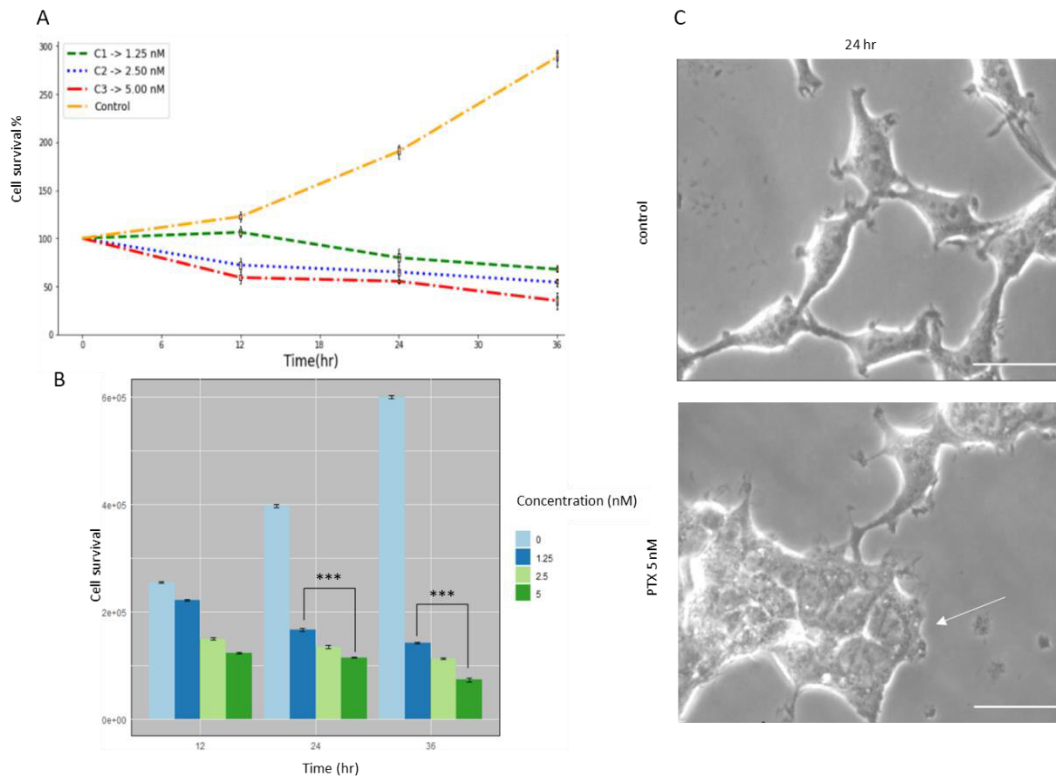 A
C1 -> 1.25 nM
C2 -> 2.50 nM
C3 -> 5.00 nM
Control
300
250
200
150
100
50
0
Cell survival %
0 6 12 18 24 30 36
Time(hr)
B
6e+05
4e+05
2e+05
0e+00
Cell survival
***
***
12 24 36
Time (hr)
Concentration (nM)
0
1.25
2.5
5
C
24 hr
control
PTX 5 nM